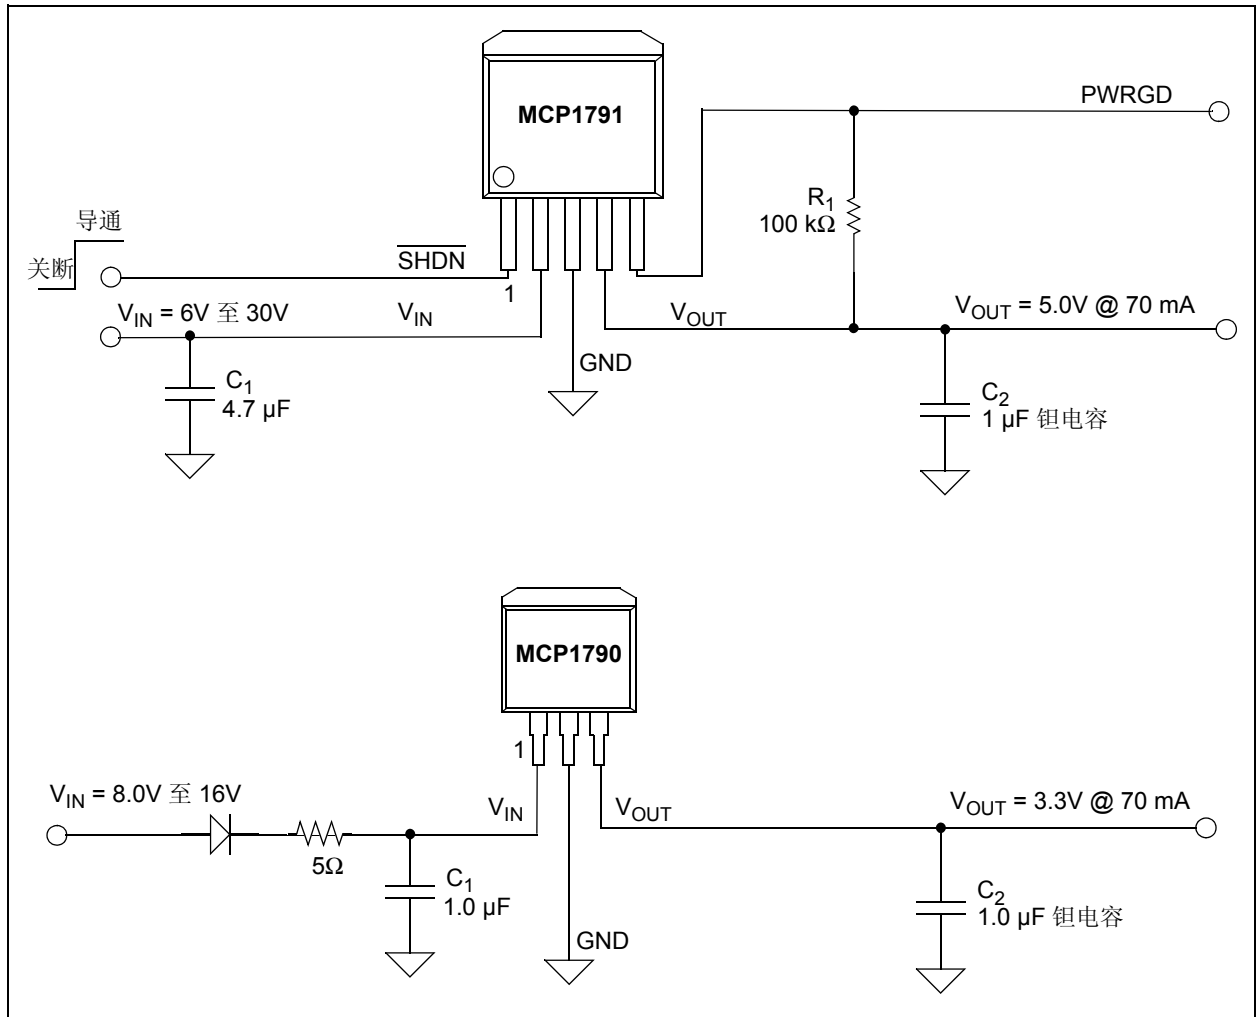 MCP1791
PWRGD
R1
100 kΩ
导通
关断
SHDN
1
VIN = 6V 至 30V
VIN
VOUT
VOUT = 5.0V @ 70 mA
GND
C1
4.7 µF
C2
1 µF 钽电容
MCP1790
1
VIN = 8.0V 至 16V
VIN
VOUT
VOUT = 3.3V @ 70 mA
5Ω
C1
1.0 µF
C2
1.0 µF 钽电容
GND